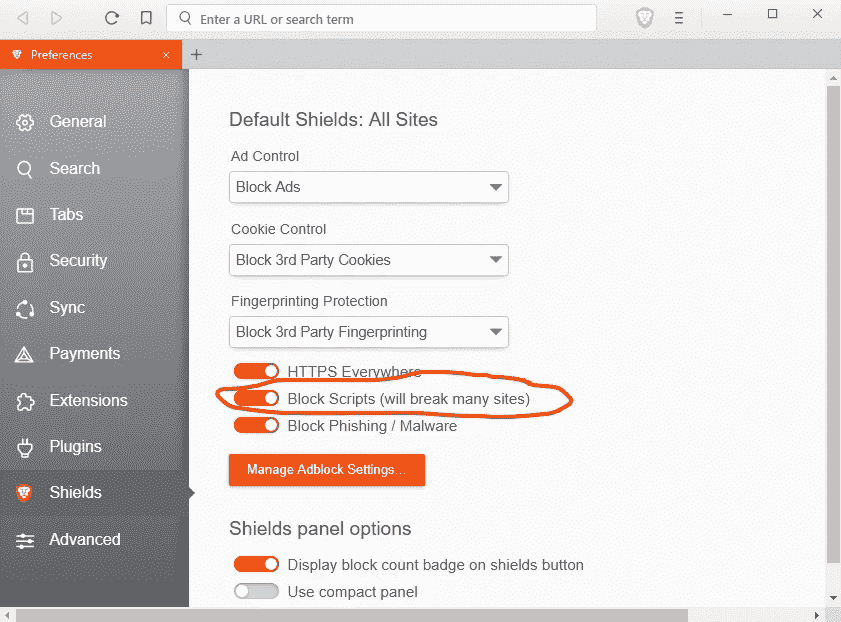 Enter a URL or search term
Preferences
General
Search
Tabs
Security
Sync
Payments
Extensions
Plugins
Shields
Advanced
Default Shields: All Sites
Ad Control
Block Ads
Cookie Control
Block 3rd Party Cookies
Fingerprinting Protection
Block 3rd Party Fingerprinting
HTTPS Everywhere
Block Scripts (will break many sites)
Block Phishing / Malware
Manage Adblock Settings...
Shields panel options
Display block count badge on shields button
Use compact panel